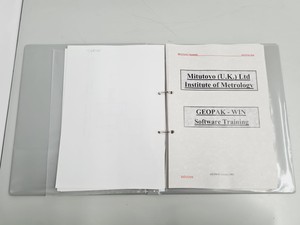 Mitutoyo (U.K.) Ltd
Institute of Metrology
GEOPAK - WIN
Software Training